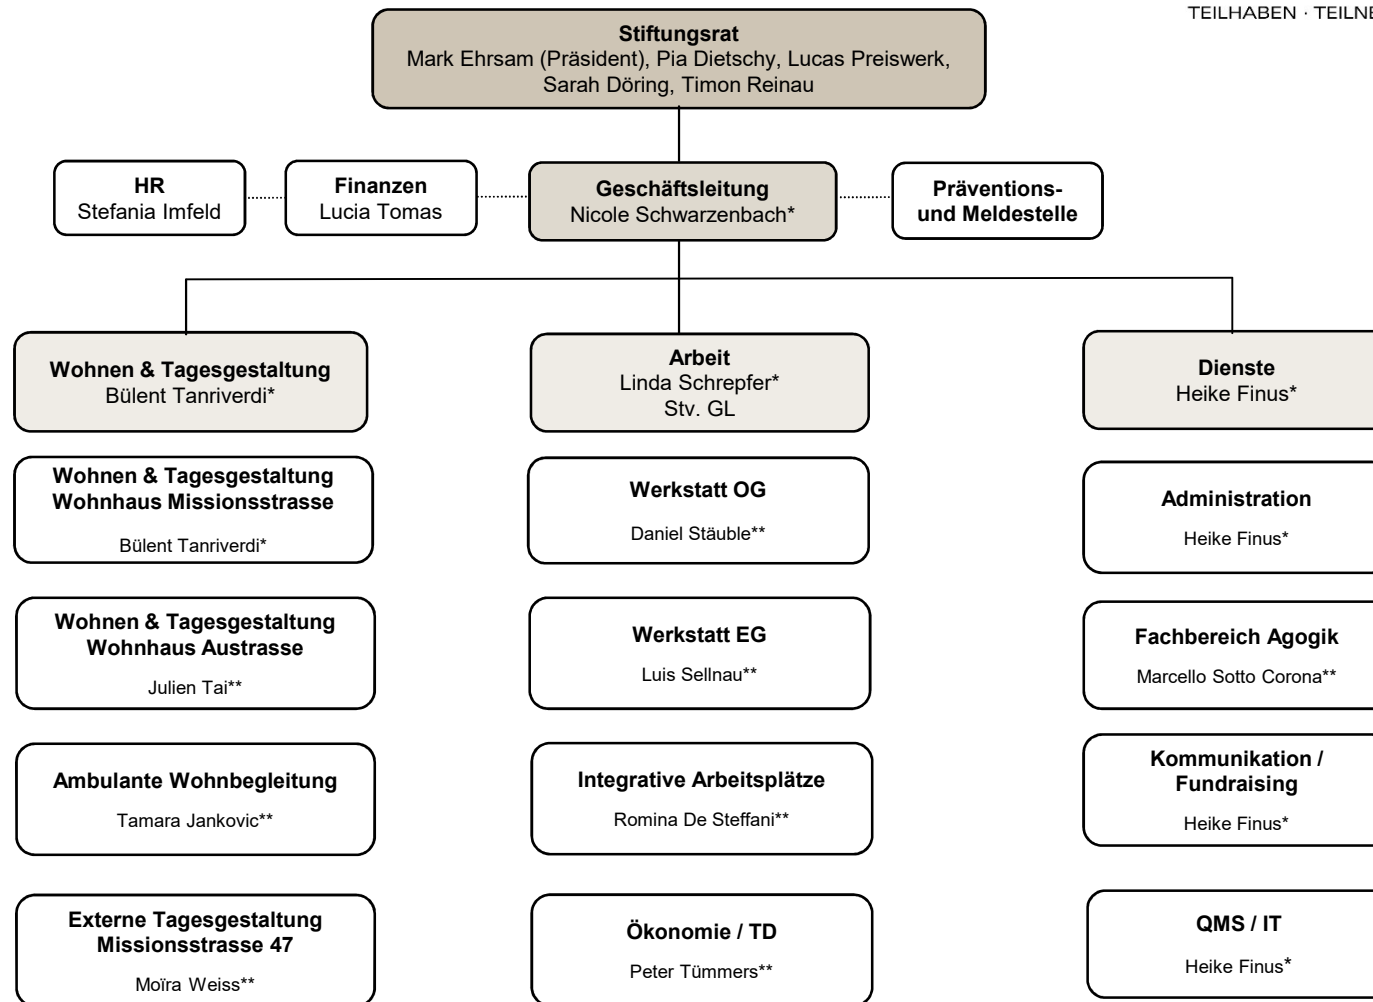 TEILHABEN · TEILNE
Stiftungsrat
Mark Ehrsam (Präsident), Pia Dietschy, Lucas Preiswerk,
Sarah Döring, Timon Reinau
HR
Stefania Imfeld
Finanzen
Lucia Tomas
Geschäftsleitung
Nicole Schwarzenbach*
Präventions-
und Meldestelle
Wohnen & Tagesgestaltung
Bülent Tanriverdi*
Arbeit
Linda Schrepfer*
Stv. GL
Dienste
Heike Finus*
Wohnen & Tagesgestaltung
Wohnhaus Missionsstrasse
Bülent Tanriverdi*
Werkstatt OG
Daniel Stäuble**
Administration
Heike Finus*
Wohnen & Tagesgestaltung
Wohnhaus Austrasse
Julien Tai**
Werkstatt EG
Luis Sellnau**
Fachbereich Agogik
Marcello Sotto Corona**
Ambulante Wohnbegleitung
Tamara Jankovic**
Integrative Arbeitsplätze
Romina De Steffani**
Kommunikation /
Fundraising
Heike Finus*
Externe Tagesgestaltung
Missionsstrasse 47
Moïra Weiss**
Ökonomie / TD
Peter Tümmers**
QMS / IT
Heike Finus*